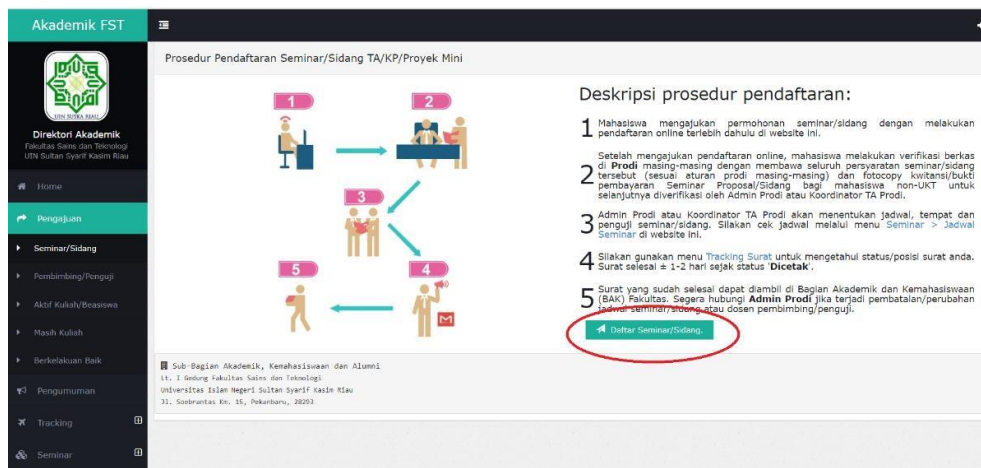 Akademik FST
UIN SUSKA RIAU
Direktori Akademik
Fakultas Sains dan Teknologi
UIN Sultan Syarif Kasim Riau
Home
Pengajuan
Seminar/Sidang
Pembimbing/Penguji
Aktif Kuliah/Beasiswa
Masih Kuliah
Berkelakuan Baik
Pengumuman
Tracking
Seminar
Prosedur Pendaftaran Seminar/Sidang TA/KP/Proyek Mini
1
2
3
5
4
Deskripsi prosedur pendaftaran:
1 Mahasiswa mengajukan permohonan seminar/sidang dengan melakukan
pendaftaran online terlebih dahulu di website ini.
2 Setelah mengajukan pendaftaran online, mahasiswa melakukan verifikasi berkas
di Prodi masing-masing dengan membawa seluruh persyaratan seminar/sidang
tersebut (sesuai aturan prodi masing-masing) dan fotocopy kwitansi/bukti
pembayaran Seminar Proposal/Sidang bagi mahasiswa non-UKT untuk
selanjutnya diverifikasi oleh Admin Prodi atau Koordinator TA Prodi.
3 Admin Prodi atau Koordinator TA Prodi akan menentukan jadwal, tempat dan
penguji seminar/sidang. Silakan cek jadwal melalui menu Seminar > Jadwal
Seminar di website ini.
4 Silakan gunakan menu Tracking Surat untuk mengetahui status/posisi surat anda.
Surat selesai ± 1-2 hari sejak status 'Dicetak'.
5 Surat yang sudah selesai dapat diambil di Bagian Akademik dan Kemahasiswaan
(BAK) Fakultas. Segera hubungi Admin Prodi jika terjadi pembatalan/perubahan
jadwal seminar/sidang atau dosen pembimbing/penguji.
Daftar Seminar/Sidang.
Sub-Bagian Akademik, Kemahasiswaan dan Alumni
Lt. I Gedung Fakultas Sains dan Teknologi
Universitas Islam Negeri Sultan Syarif Kasim Riau
Jl. Soebrantas Km. 15, Pekanbaru, 28293